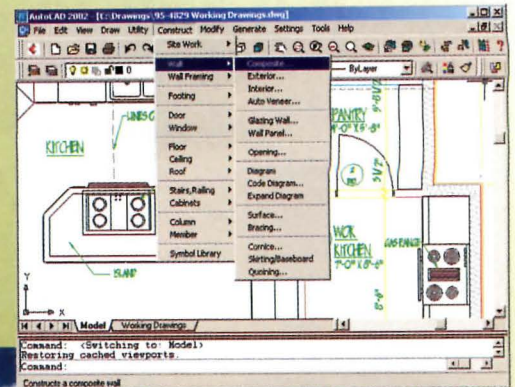 AutoCAD 2002 - [C:\Drawings\95-4829 Working Drawings.dwg]
File Edit View Draw Utility Construct Modify Generate Settings Tools Help
Site Work
Wall
Wall Framing
Footing
Door
Window
Floor
Ceiling
Roof
Stairs,Railing
Cabinets
Column
Member
Symbol Library
Composite...
Exterior...
Interior...
Auto Veneer...
Glazing Wall...
Wall Panel...
Opening...
Diagram
Code Diagram...
Expand Diagram
Surface...
Bracing...
Cornice...
Skirting/Baseboard
Quoining...
0
ByLayer
KITCHEN
ISLAND
PANTRY
WOK
KITCHEN
GAS RANGE
Y
X
Model Working Drawings
Command: <Switching to: Model>
Restoring cached viewports.
Command:
Constructs a composite wall